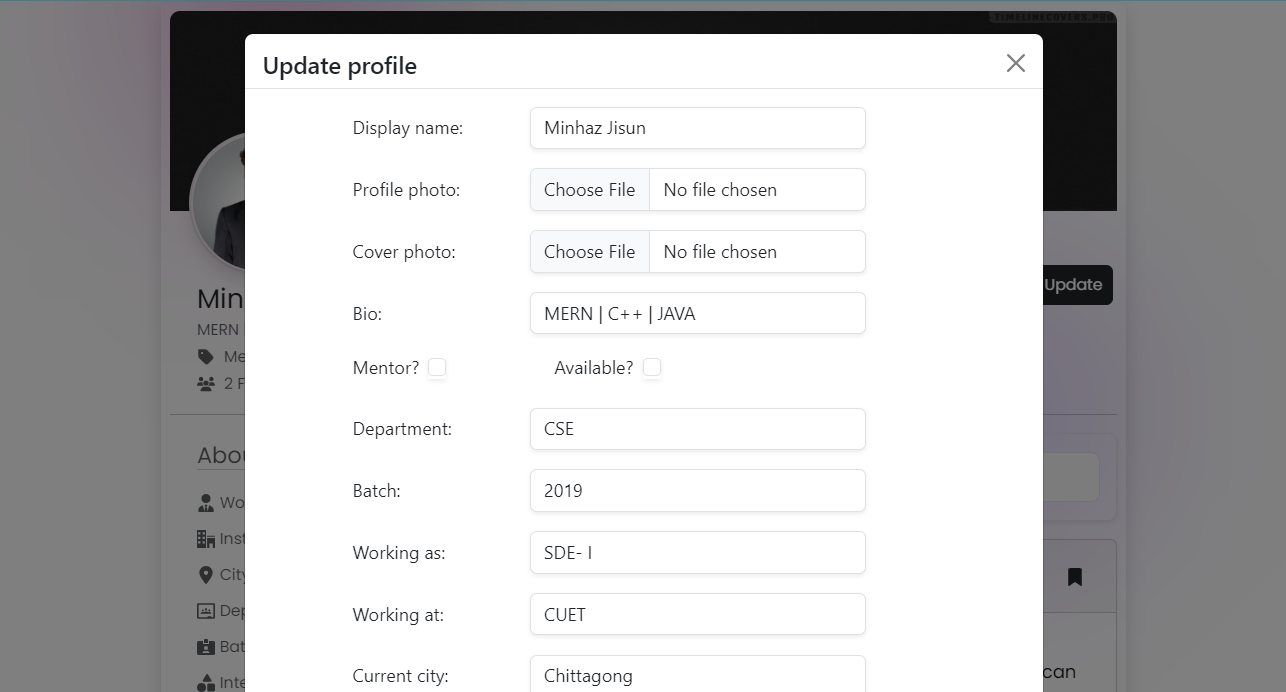 TIMELINECOVERS.PRO
Update profile
Display name: Minhaz Jisun
Profile photo: Choose File No file chosen
Cover photo: Choose File No file chosen
Update
Min
Bio: MERN | C++ | JAVA
MERN |
Me
Mentor? Available?
2 F
Department: CSE
Abou
Batch: 2019
Wo
Inst
Working as: SDE- I
City
Dep
Working at: CUET
Bat
Current city: Chittagong
can
Inte